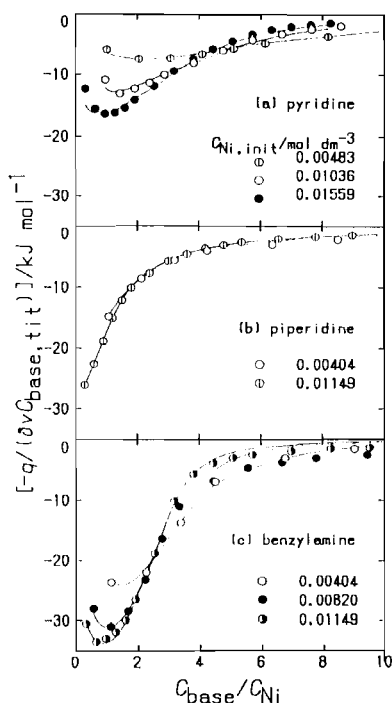 0
-10
-20
-30
(a) pyridine
C_Ni,init/mol dm^-3
0.00483
0.01036
0.01559
0
-10
-20
-30
(b) piperidine
0.00404
0.01149
0
-10
-20
-30
(c) benzylamine
0.00404
0.00820
0.01149
[-q/(∂vC_base,tit)]/kJ mol^-1
0 2 4 6 8 10
C_base/C_Ni